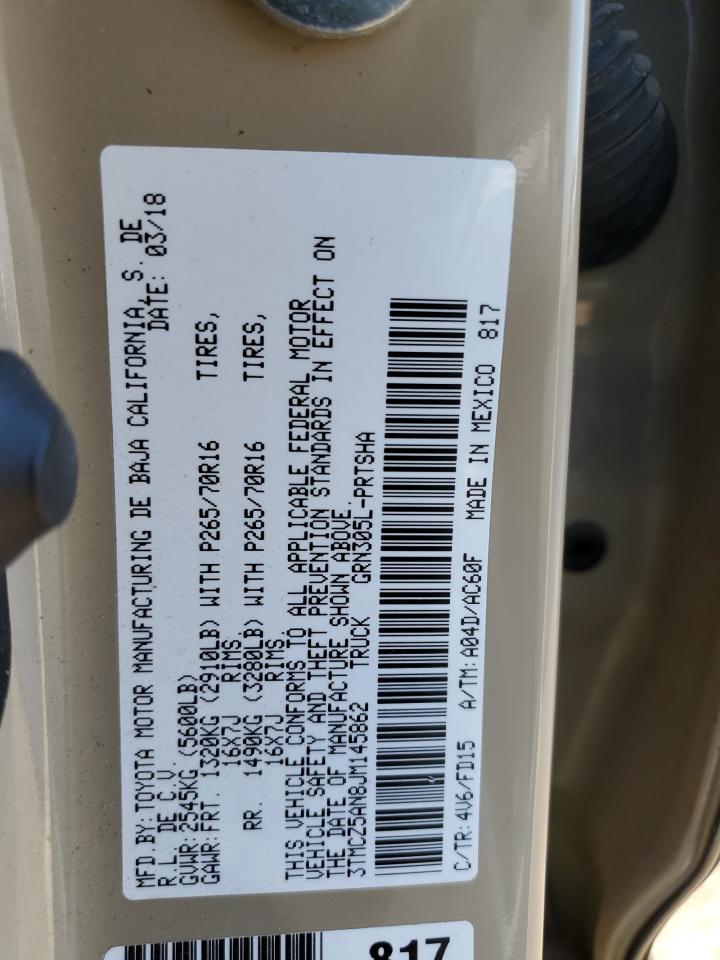 MFD.BY:TOYOTA MOTOR MANUFACTURING DE BAJA CALIFORNIA, S. DE
R.L. DE C.V. DATE: 03/18
GVWR:2545KG (5600LB)
GAWR:FRT. 1320KG (2910LB) WITH P265/70R16 TIRES,
16X7J RIMS.
RR. 1490KG (3280LB) WITH P265/70R16 TIRES,
16X7J RIMS.
THIS VEHICLE CONFORMS TO ALL APPLICABLE FEDERAL MOTOR
VEHICLE SAFETY AND THEFT PREVENTION STANDARDS IN EFFECT ON
THE DATE OF MANUFACTURE SHOWN ABOVE.
3TMCZ5AN8JM145862 TRUCK GRN305L-PRTSHA
C/TR:4V6/FD15 A/TM:A04D/AC60F MADE IN MEXICO 817
817